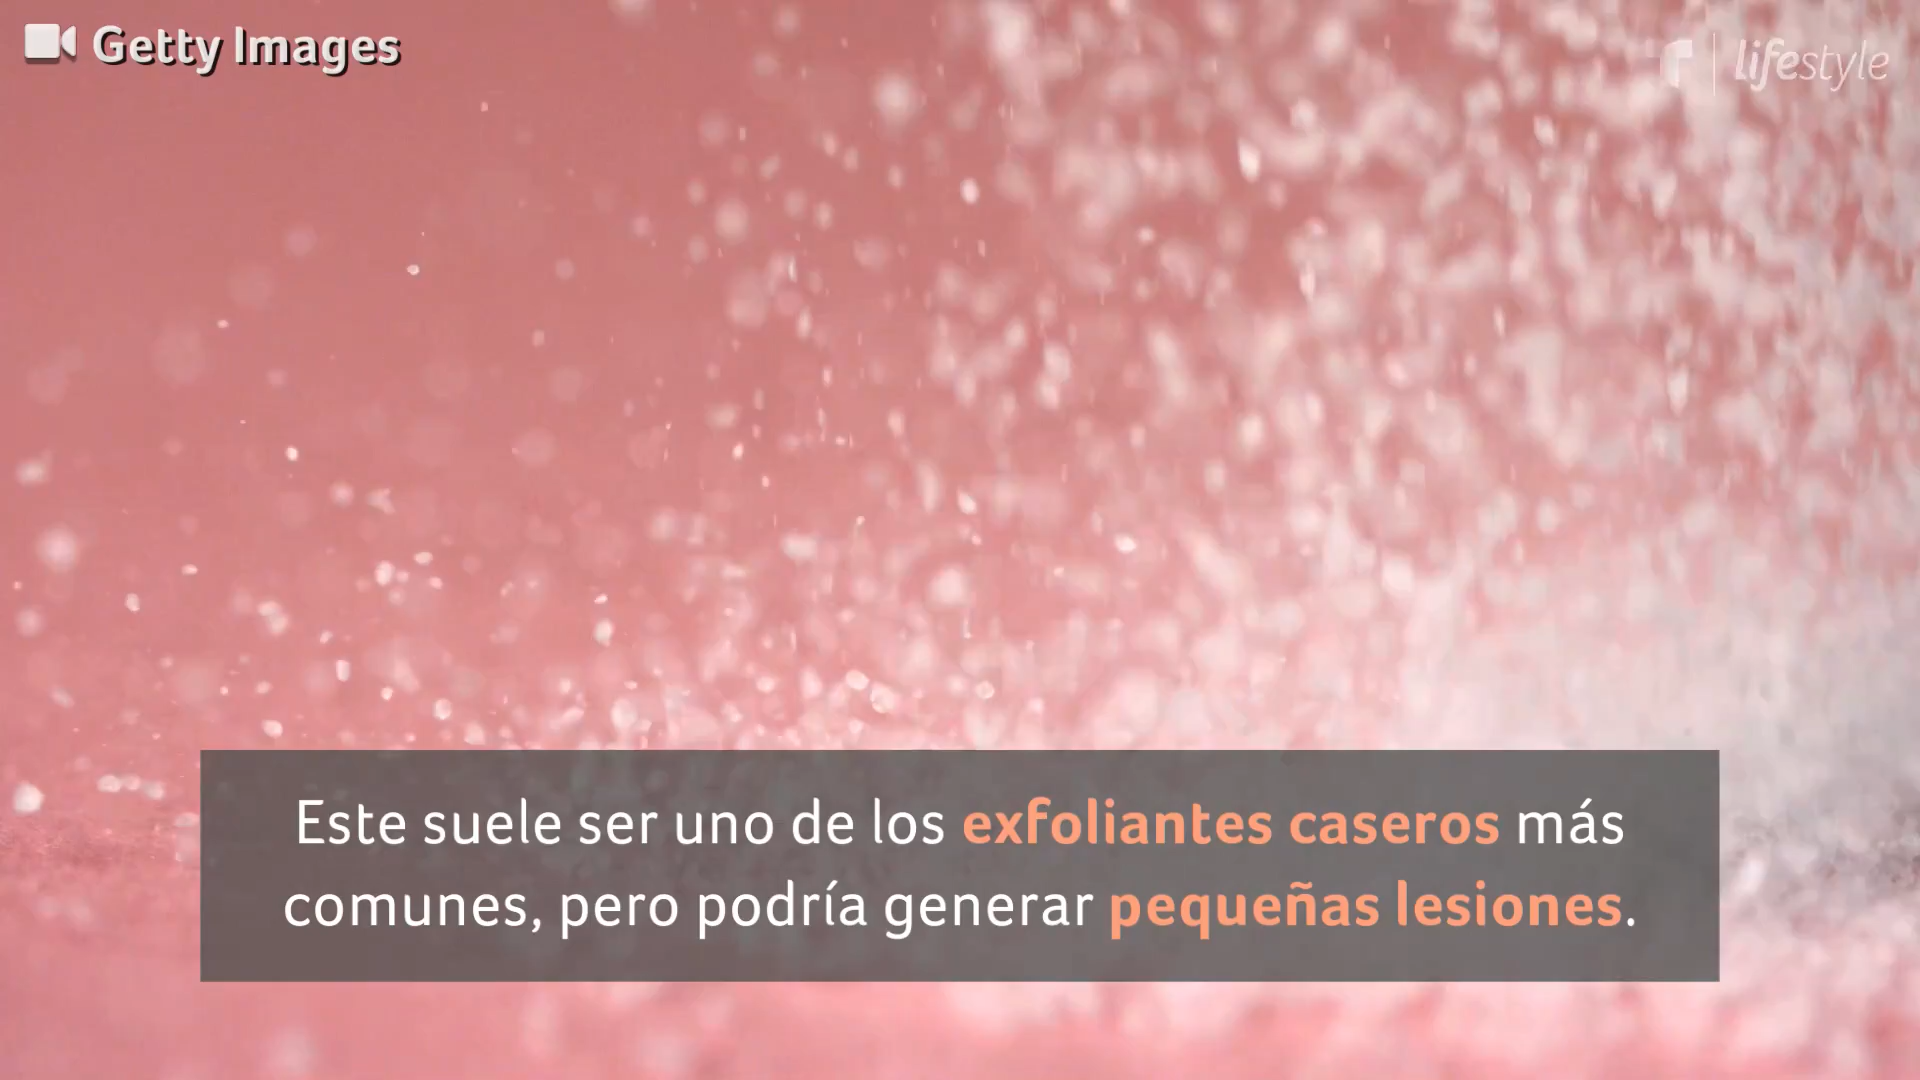 Getty Images
lifestyle
Este suele ser uno de los exfoliantes caseros más
comunes, pero podría generar pequeñas lesiones.